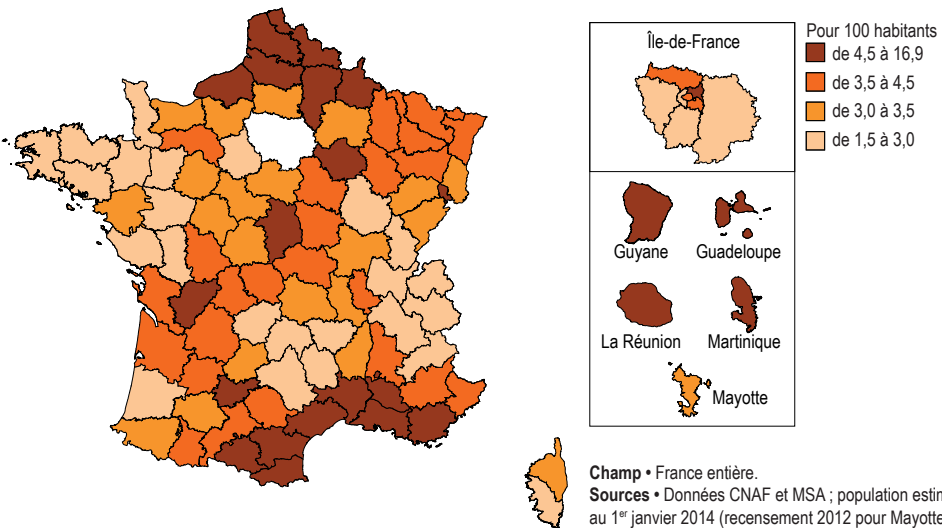 Île-de-France
Pour 100 habitants
de 4,5 à 16,9
de 3,5 à 4,5
de 3,0 à 3,5
de 1,5 à 3,0
Guyane
Guadeloupe
La Réunion
Martinique
Mayotte
Champ • France entière.
Sources • Données CNAF et MSA ; population
au 1er janvier 2014 (recensement 2012 pour Mayotte